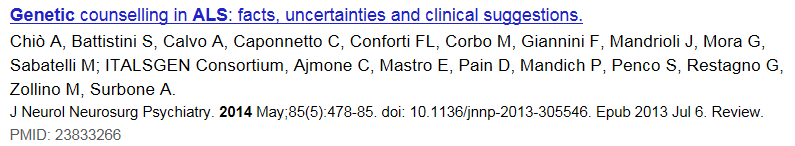 Genetic counselling in ALS: facts, uncertainties and clinical suggestions.
Chiò A, Battistini S, Calvo A, Caponnetto C, Conforti FL, Corbo M, Giannini F, Mandrioli J, Mora G,
Sabatelli M; ITALSGEN Consortium, Ajmone C, Mastro E, Pain D, Mandich P, Penco S, Restagno G,
Zollino M, Surbone A.
J Neurol Neurosurg Psychiatry. 2014 May;85(5):478-85. doi: 10.1136/jnnp-2013-305546. Epub 2013 Jul 6. Review.
PMID: 23833266